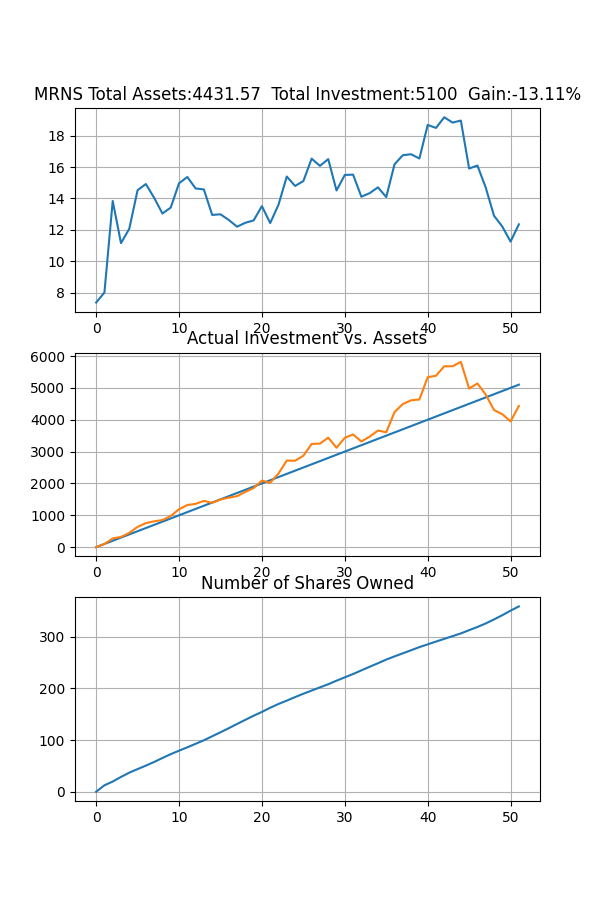 MRNS Total Assets:4431.57  Total Investment:5100  Gain:-13.11%
18
16
14
12
10
8
0 10 20 30 40 50
Actual Investment vs. Assets
6000
5000
4000
3000
2000
1000
0
0 10 20 30 40 50
Number of Shares Owned
300
200
100
0
0 10 20 30 40 50